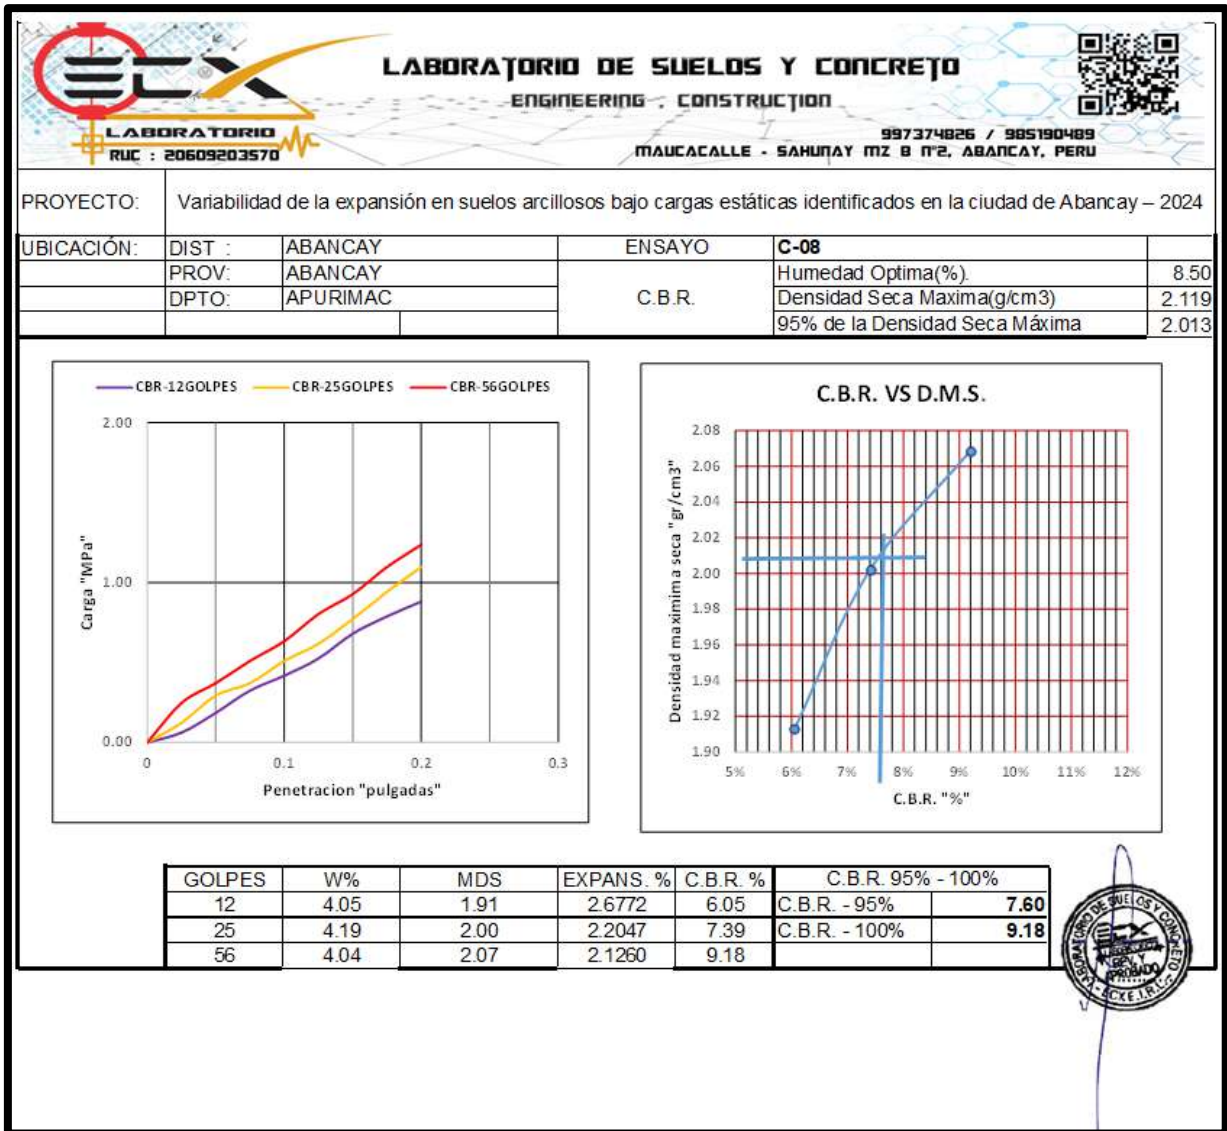 ECX
LABORATORIO
RUC : 20609203570
LABORATORIO DE SUELOS Y CONCRETO
ENGINEERING , CONSTRUCTION
997374826 / 985190489
MAUCACALLE - SAHUNAY MZ B N°2, ABANCAY, PERU
PROYECTO: Variabilidad de la expansión en suelos arcillosos bajo cargas estáticas identificados en la ciudad de Abancay – 2024
UBICACIÓN: DIST : ABANCAY ENSAYO C-08
PROV: ABANCAY C.B.R. Humedad Optima(%). 8.50
DPTO: APURIMAC Densidad Seca Maxima(g/cm3) 2.119
95% de la Densidad Seca Máxima 2.013
CBR-12GOLPES CBR-25GOLPES CBR-56GOLPES
2.00
1.00
0.00
Carga "MPa"
0 0.1 0.2 0.3
Penetracion "pulgadas"
C.B.R. VS D.M.S.
2.08
2.06
2.04
2.02
2.00
1.98
1.96
1.94
1.92
1.90
Densidad maximima seca "gr/cm3"
5% 6% 7% 8% 9% 10% 11% 12%
C.B.R. "%"
GOLPES W% MDS EXPANS. % C.B.R. % C.B.R. 95% - 100%
12 4.05 1.91 2.6772 6.05 C.B.R. - 95% 7.60
25 4.19 2.00 2.2047 7.39 C.B.R. - 100% 9.18
56 4.04 2.07 2.1260 9.18
LABORATORIO DE SUELOS Y CONCRETO
REV. Y